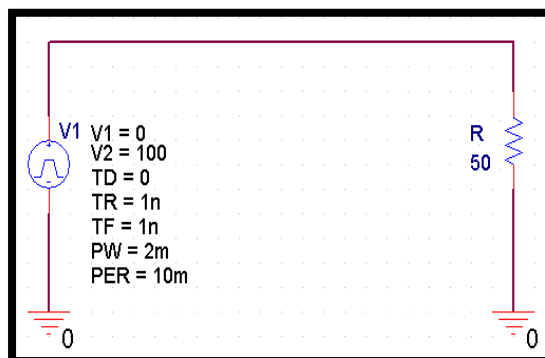 V1
V1 = 0
V2 = 100
TD = 0
TR = 1n
TF = 1n
PW = 2m
PER = 10m
R
50
0
0